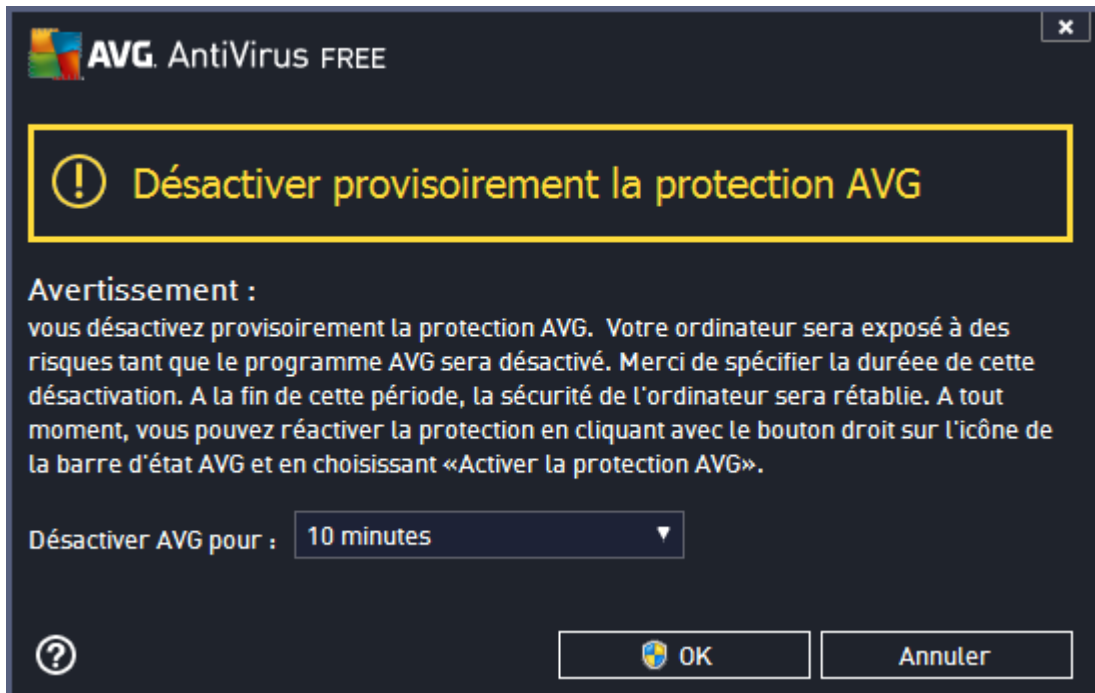 AVG. AntiVirus FREE
Désactiver provisoirement la protection AVG
Avertissement :
vous désactivez provisoirement la protection AVG.  Votre ordinateur sera exposé à des
risques tant que le programme AVG sera désactivé. Merci de spécifier la duréee de cette
désactivation. A la fin de cette période, la sécurité de l'ordinateur sera rétablie. A tout
moment, vous pouvez réactiver la protection en cliquant avec le bouton droit sur l'icône de
la barre d'état AVG et en choisissant «Activer la protection AVG».
Désactiver AVG pour : 10 minutes
OK Annuler